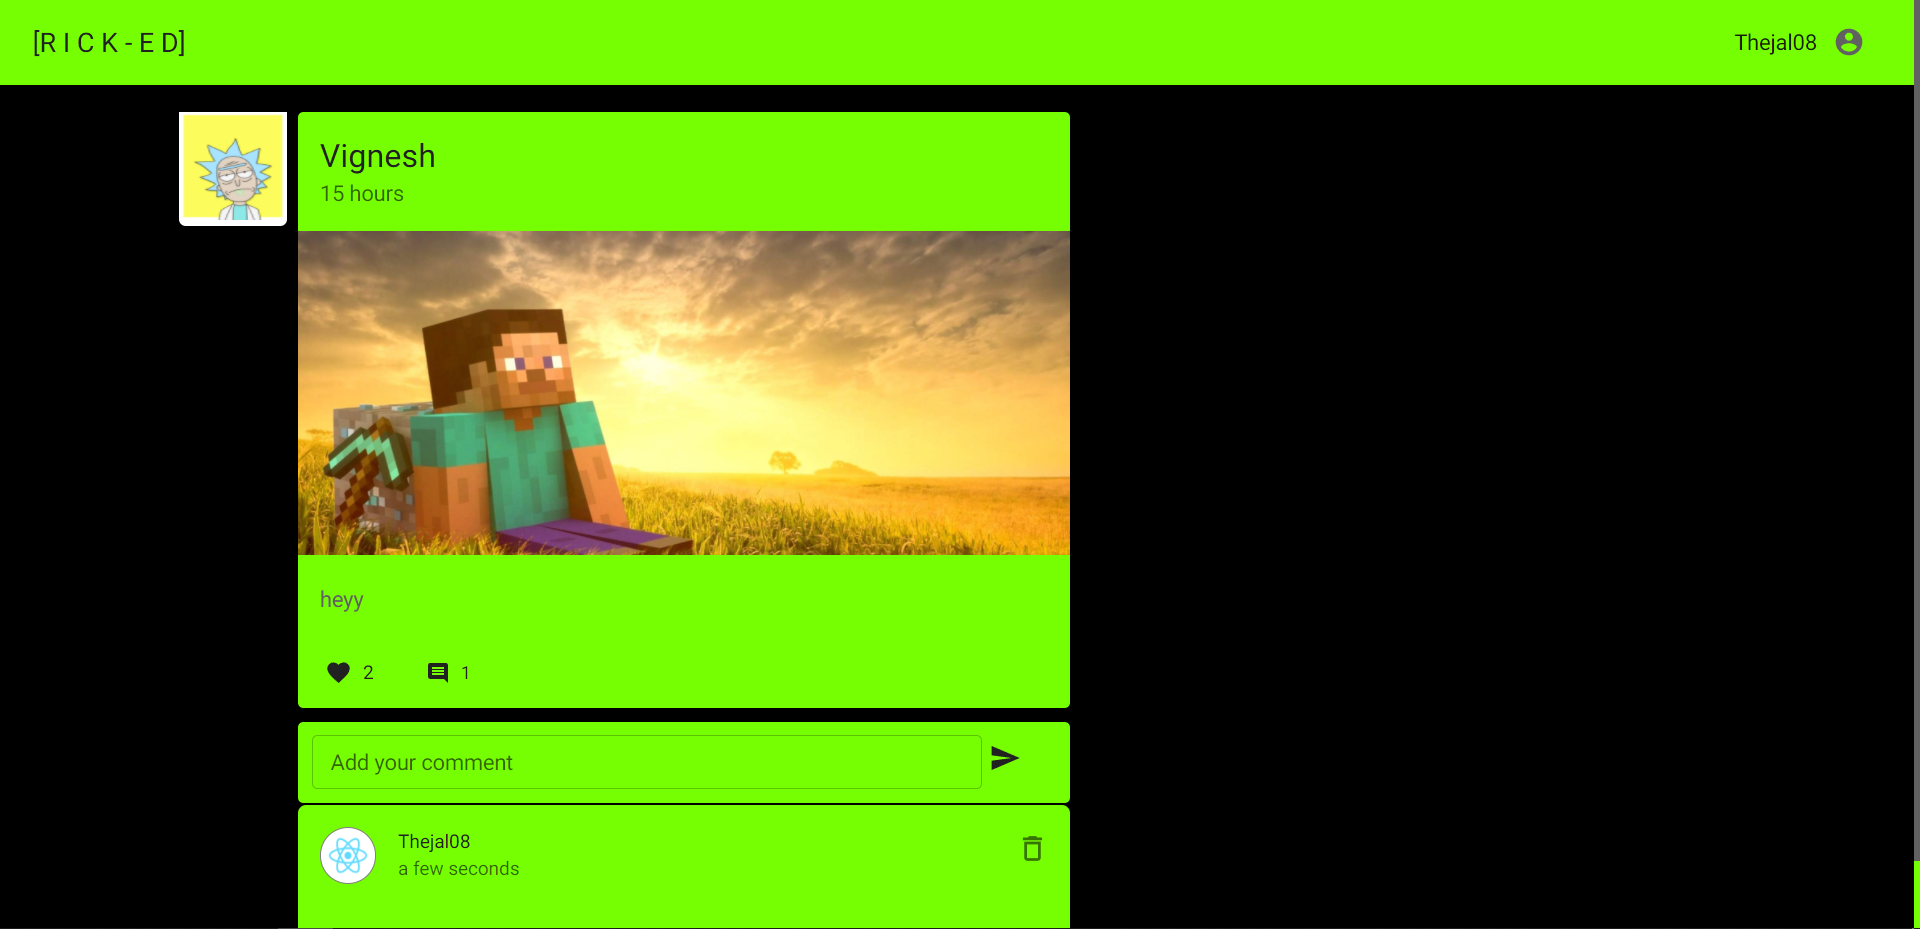 [R I C K - E D]
Thejal08
Vignesh
15 hours
heyy
2
1
Add your comment
Thejal08
a few seconds